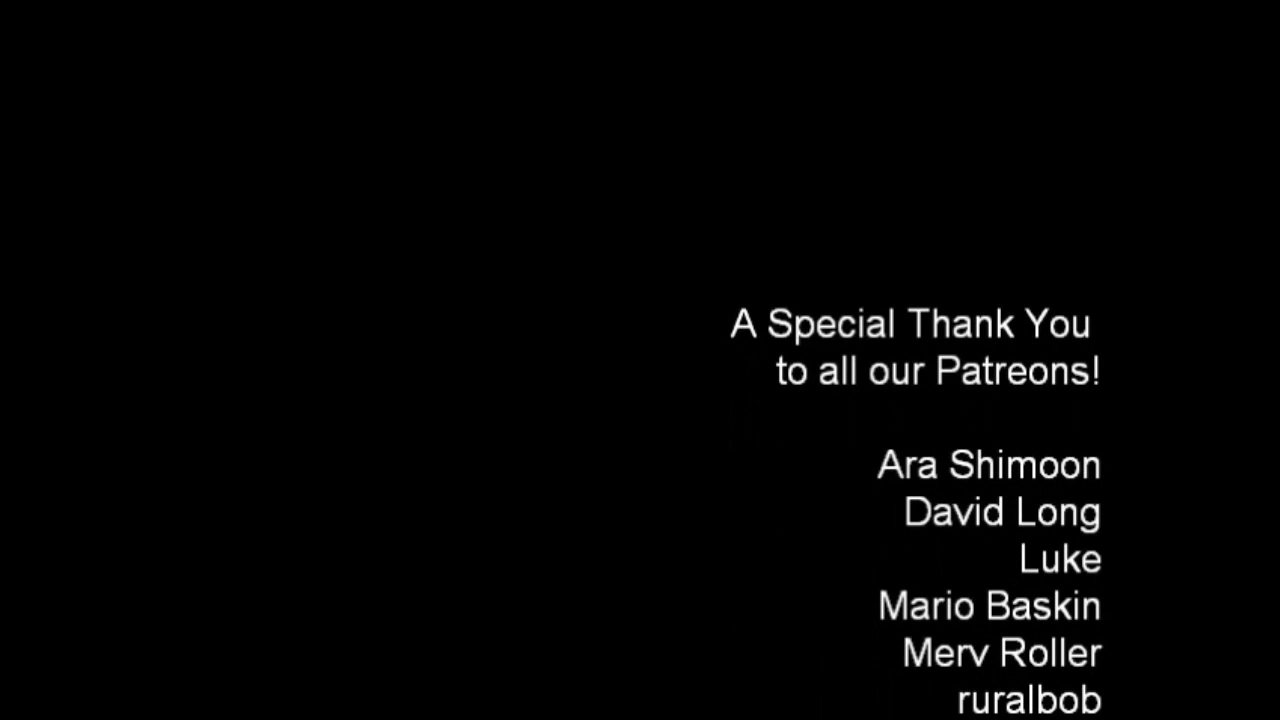 A Special Thank You
to all our Patreons!
Ara Shimoon
David Long
Luke
Mario Baskin
Merv Roller
ruralbob